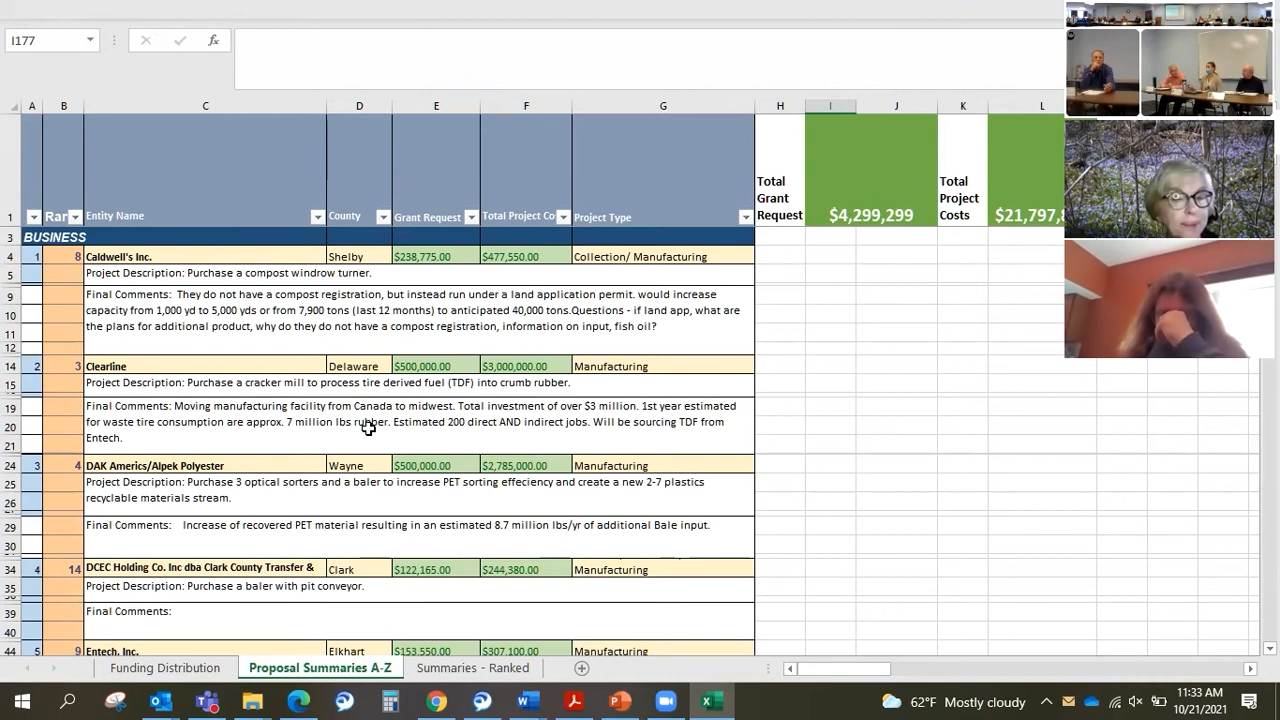 I177
fx
A B C D E F G H I J K L
1 Ran Entity Name County Grant Request Total Project Co Project Type Total Grant Request $4,299,299 Total Project Costs $21,797,8
3 BUSINESS
4 1 8 Caldwell's Inc. Shelby $238,775.00 $477,550.00 Collection/ Manufacturing
5 Project Description: Purchase a compost windrow turner.
9 Final Comments: They do not have a compost registration, but instead run under a land application permit. would increase
10 capacity from 1,000 yd to 5,000 yds or from 7,900 tons (last 12 months) to anticipated 40,000 tons.Questions - if land app, what are
11 the plans for additional product, why do they do not have a compost registration, information on input, fish oil?
12
14 2 3 Clearline Delaware $500,000.00 $3,000,000.00 Manufacturing
15 Project Description: Purchase a cracker mill to process tire derived fuel (TDF) into crumb rubber.
19 Final Comments: Moving manufacturing facility from Canada to midwest. Total investment of over $3 million. 1st year estimated
20 for waste tire consumption are approx. 7 million lbs rubber. Estimated 200 direct AND indirect jobs. Will be sourcing TDF from
21 Entech.
24 3 4 DAK Americs/Alpek Polyester Wayne $500,000.00 $2,785,000.00 Manufacturing
25 Project Description: Purchase 3 optical sorters and a baler to increase PET sorting effeciency and create a new 2-7 plastics
26 recyclable materials stream.
29 Final Comments: Increase of recovered PET material resulting in an estimated 8.7 million lbs/yr of additional Bale input.
30
34 4 14 DCEC Holding Co. Inc dba Clark County Transfer & Clark $122,165.00 $244,380.00 Manufacturing
35 Project Description: Purchase a baler with pit conveyor.
39 Final Comments:
40
44 5 9 Entech, Inc. Elkhart $153,550.00 $307,100.00 Manufacturing
Funding Distribution Proposal Summaries A-Z Summaries - Ranked
62°F Mostly cloudy
11:33 AM
10/21/2021